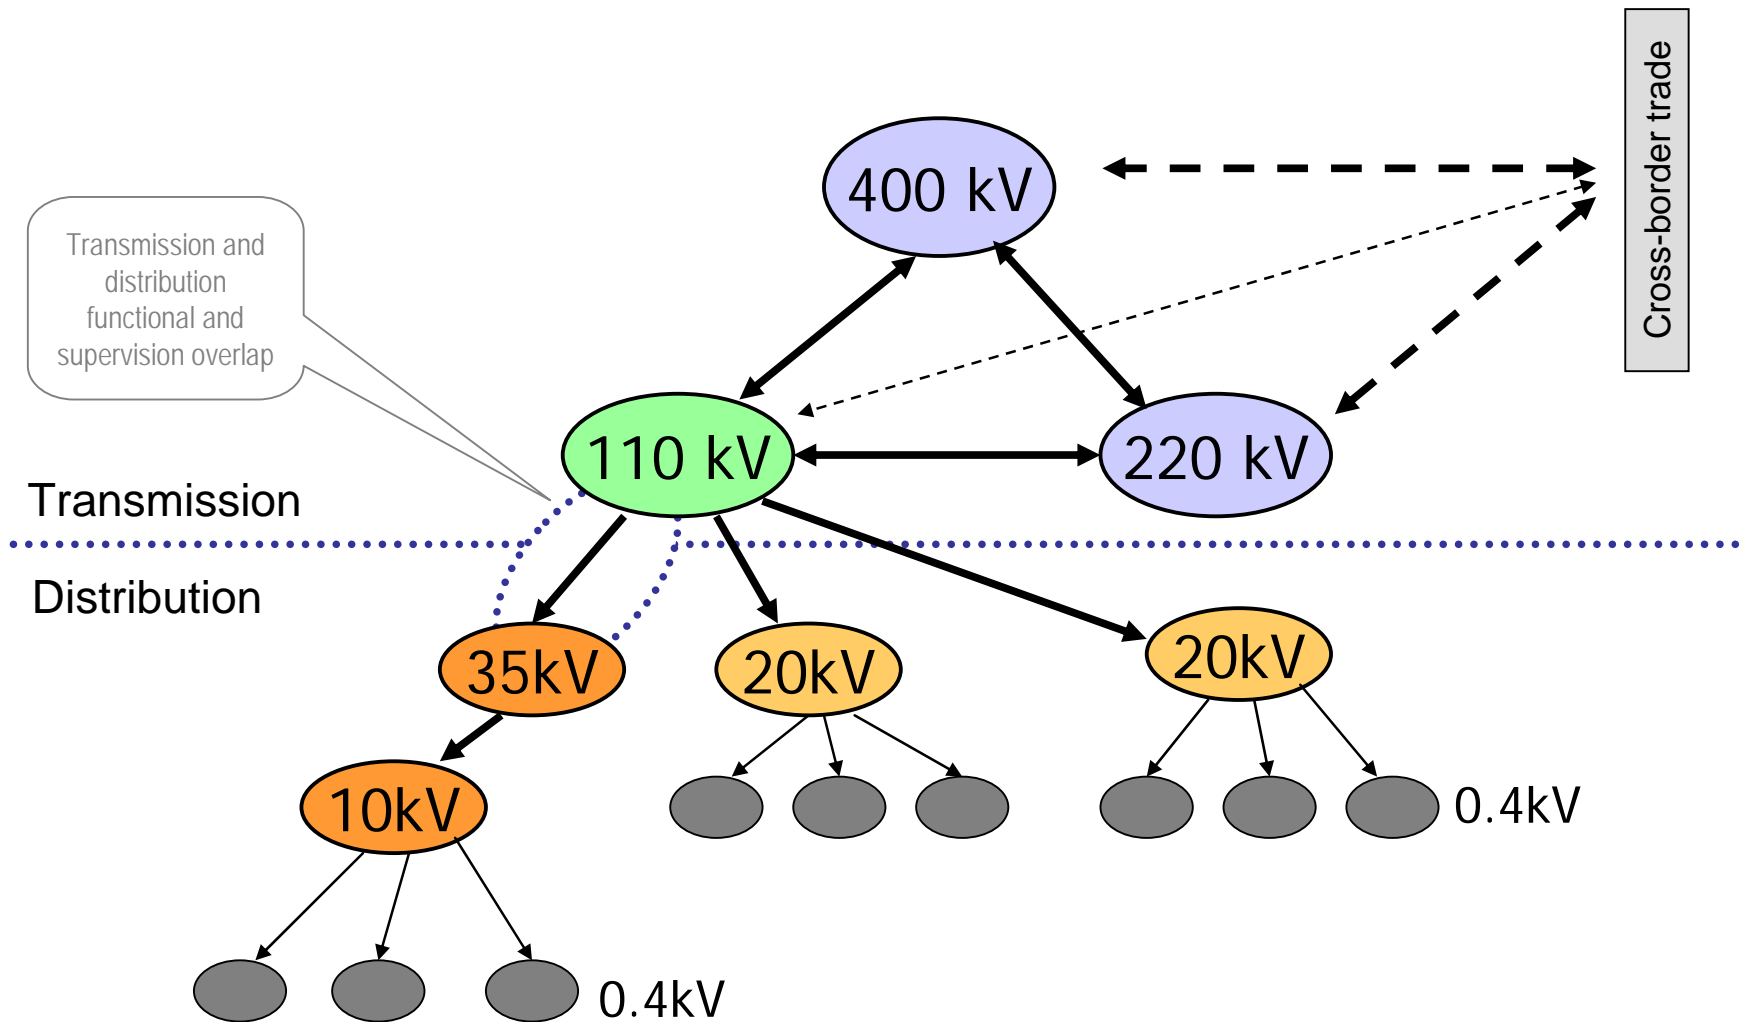 Cross-border trade
400 kV
Transmission and
distribution
functional and
supervision overlap
110 kV
220 kV
Transmission
Distribution
35kV
20kV
20kV
10kV
0.4kV
0.4kV